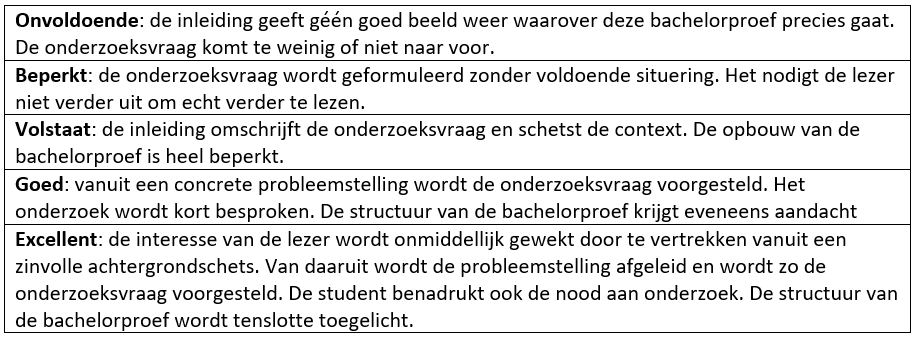 Onvoldoende: de inleiding geeft géén goed beeld weer waarover deze bachelorproef precies gaat.
De onderzoeksvraag komt te weinig of niet naar voor.
Beperkt: de onderzoeksvraag wordt geformuleerd zonder voldoende situering. Het nodigt de lezer
niet verder uit om echt verder te lezen.
Volstaat: de inleiding omschrijft de onderzoeksvraag en schetst de context. De opbouw van de
bachelorproef is heel beperkt.
Goed: vanuit een concrete probleemstelling wordt de onderzoeksvraag voorgesteld. Het
onderzoek wordt kort besproken. De structuur van de bachelorproef krijgt eveneens aandacht
Excellent: de interesse van de lezer wordt onmiddellijk gewekt door te vertrekken vanuit een
zinvolle achtergrondschets. Van daaruit wordt de probleemstelling afgeleid en wordt zo de
onderzoeksvraag voorgesteld. De student benadrukt ook de nood aan onderzoek. De structuur van
de bachelorproef wordt tenslotte toegelicht.